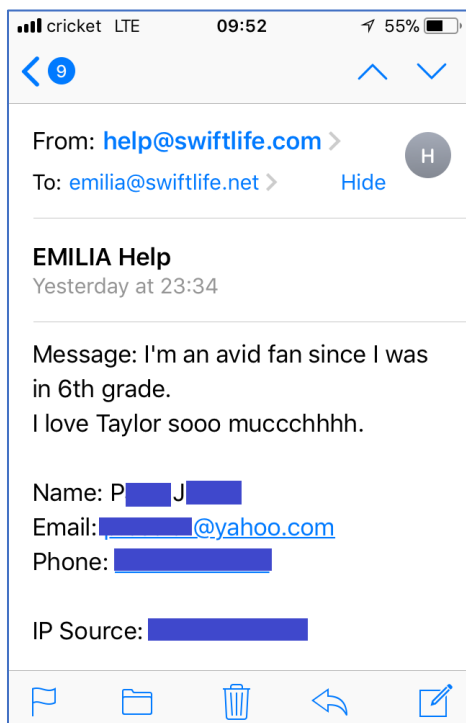 cricket LTE 09:52 55%
9
From: help@swiftlife.com
H
To: emilia@swiftlife.net Hide
EMILIA Help
Yesterday at 23:34
Message: I'm an avid fan since I was
in 6th grade.
I love Taylor sooo muccchhhh.
Name: P J
Email: @yahoo.com
Phone:
IP Source: